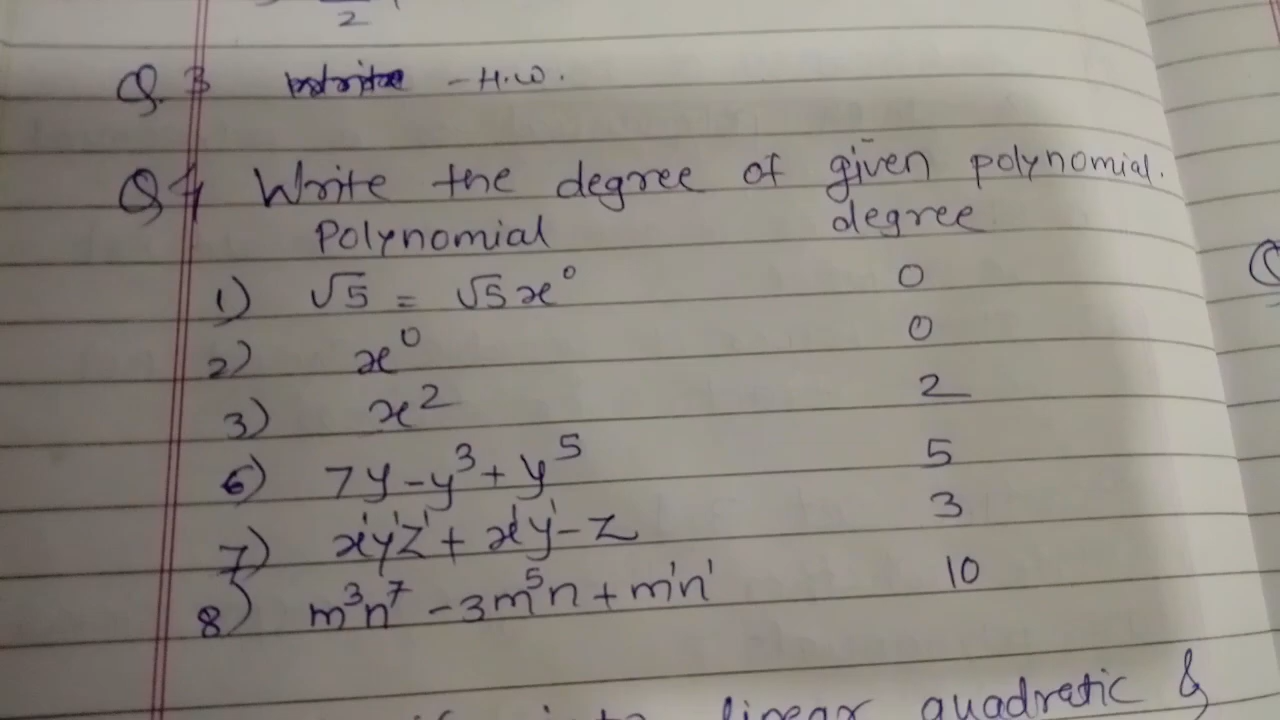 2
Q. 3 - H.W.
Q 4 Write the degree of given polynomial.
Polynomial degree
1) √5 = √5x⁰ 0
2) x⁰ 0
3) x² 2
6) 7y - y³ + y⁵ 5
7) x¹y¹z¹ + x¹y¹ - z 3
8) m³n⁷ - 3m⁵n + m¹n¹ 10
linear quadretic &